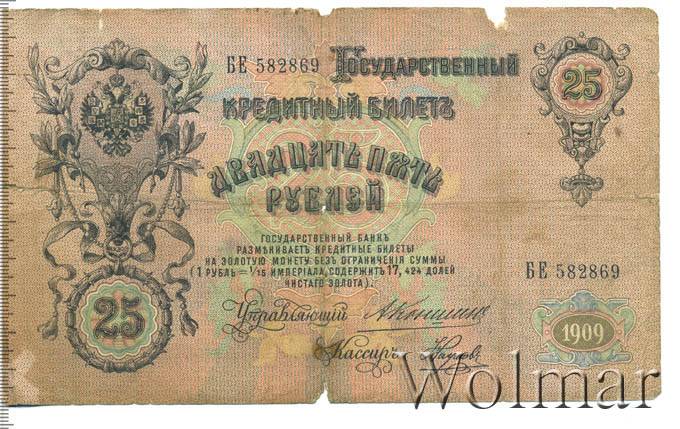 БЕ 582869 Государственный
25
Кредитный Билетъ
Двадцать пять
рублей
Государственный Банкъ
размѣниваетъ кредитные билеты
на золотую монету безъ ограниченія суммы
(1 рубль = 1/15 имперіала, содержитъ 17,424 долей
чистаго золота).
БЕ 582869
25
Управляющій А Коншинъ
1909
Кассиръ
Wolmar